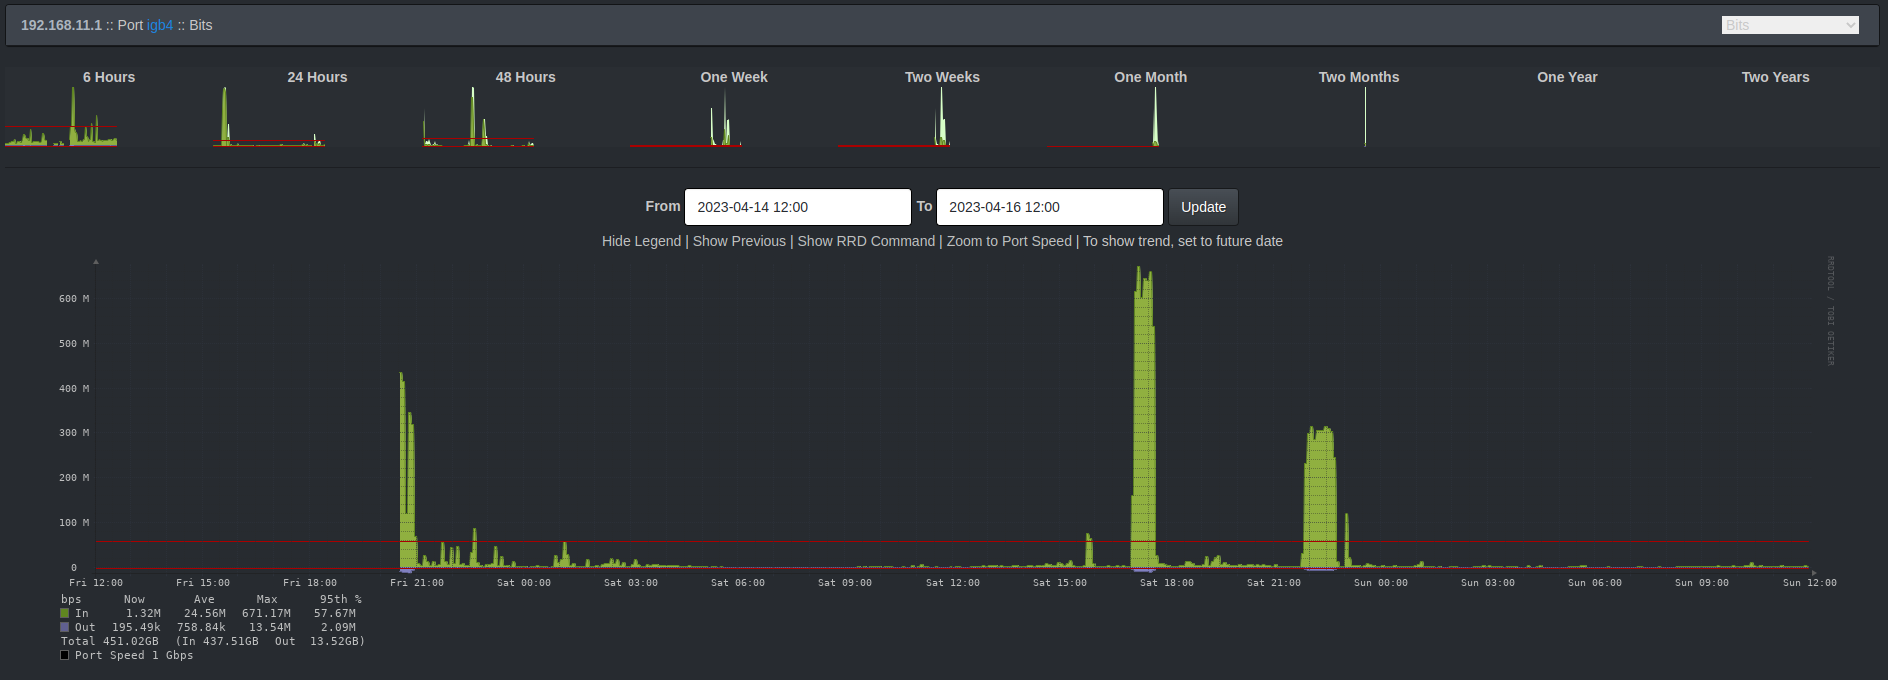 192.168.11.1 :: Port igb4 :: Bits
Bits
6 Hours 24 Hours 48 Hours One Week Two Weeks One Month Two Months One Year Two Years
From 2023-04-14 12:00 To 2023-04-16 12:00 Update
Hide Legend | Show Previous | Show RRD Command | Zoom to Port Speed | To show trend, set to future date
RRDTOOL / TOBI OETIKER
600 M
500 M
400 M
300 M
200 M
100 M
0
Fri 12:00 Fri 15:00 Fri 18:00 Fri 21:00 Sat 00:00 Sat 03:00 Sat 06:00 Sat 09:00 Sat 12:00 Sat 15:00 Sat 18:00 Sat 21:00 Sun 00:00 Sun 03:00 Sun 06:00 Sun 09:00 Sun 12:00
bps Now Ave Max 95th %
In 1.32M 24.56M 671.17M 57.67M
Out 195.49k 758.84k 13.54M 2.09M
Total 451.02GB (In 437.51GB Out 13.52GB)
Port Speed 1 Gbps